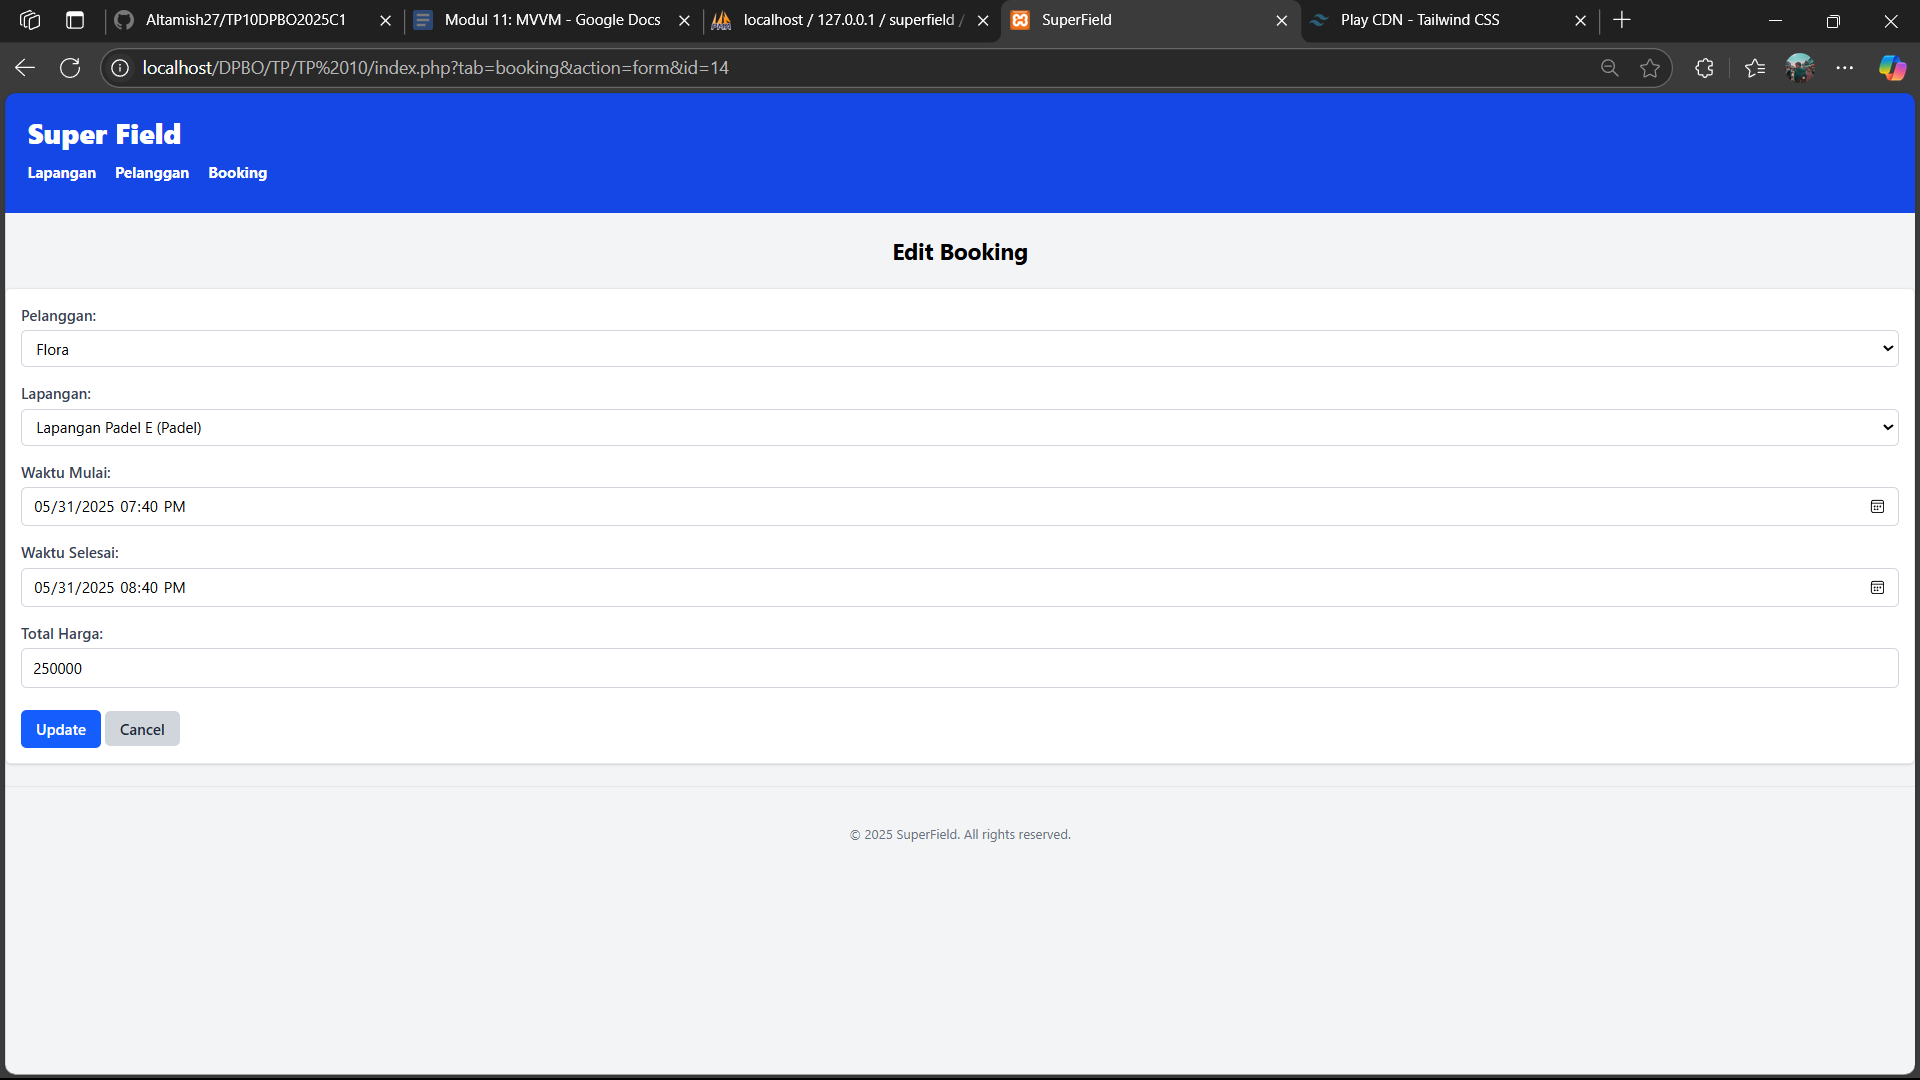 Altamish27/TP10DPBO2025C1
Modul 11: MVVM - Google Docs
localhost / 127.0.0.1 / superfield /
SuperField
Play CDN - Tailwind CSS
localhost/DPBO/TP/TP%2010/index.php?tab=booking&action=form&id=14
Super Field
Lapangan Pelanggan Booking
Edit Booking
Pelanggan:
Flora
Lapangan:
Lapangan Padel E (Padel)
Waktu Mulai:
05/31/2025 07:40 PM
Waktu Selesai:
05/31/2025 08:40 PM
Total Harga:
250000
Update Cancel
© 2025 SuperField. All rights reserved.